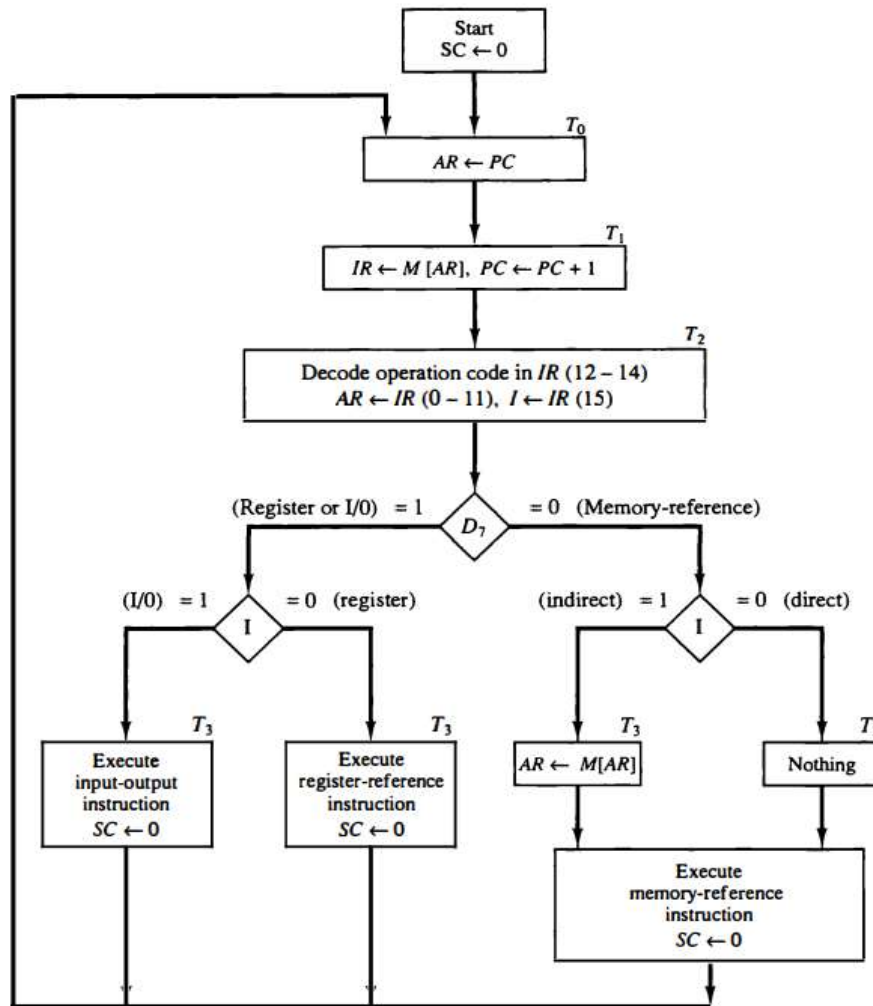 Start
SC ← 0
T₀
AR ← PC
T₁
IR ← M [AR], PC ← PC + 1
T₂
Decode operation code in IR (12 – 14)
AR ← IR (0 – 11), I ← IR (15)
(Register or I/0) = 1
= 0 (Memory-reference)
D₇
(I/0) = 1
= 0 (register)
I
(indirect) = 1
= 0 (direct)
I
T₃
Execute
input-output
instruction
SC ← 0
T₃
Execute
register-reference
instruction
SC ← 0
T₃
AR ← M[AR]
T
Nothing
Execute
memory-reference
instruction
SC ← 0